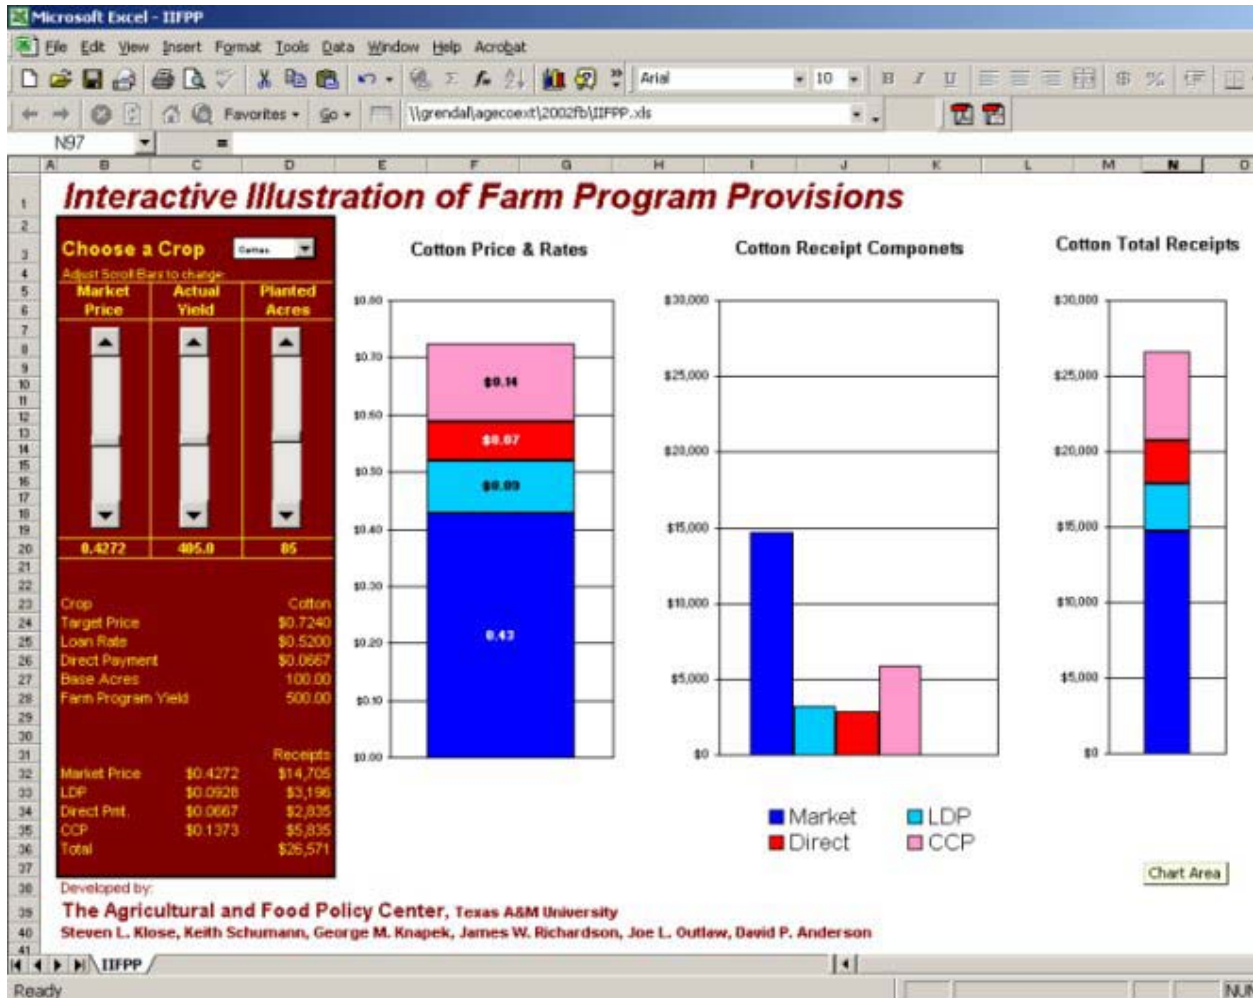 Microsoft Excel - IIFPP
File Edit View Insert Format Tools Data Window Help Acrobat
Arial 10 B I U $ %
Favorites Go \\grendal\agecoext\2002fb\IIFPP.xls
N97 =
A B C D E F G H I J K L M N O
Interactive Illustration of Farm Program Provisions
Choose a Crop Cotton
Adjust Scroll Bars to change:
Market Price Actual Yield Planted Acres
0.4272 405.0 85
Crop Cotton
Target Price $0.7240
Loan Rate $0.5200
Direct Payment $0.0667
Base Acres 100.00
Farm Program Yield 500.00
Receipts
Market Price $0.4272 $14,705
LDP $0.0928 $3,196
Direct Pmt. $0.0667 $2,835
CCP $0.1373 $5,835
Total $26,571
Cotton Price & Rates
$0.80
$0.70
$0.60
$0.50
$0.40
$0.30
$0.20
$0.10
$0.00
$0.14
$0.07
$0.09
0.43
Cotton Receipt Componets
$30,000
$25,000
$20,000
$15,000
$10,000
$5,000
$0
Market LDP
Direct CCP
Cotton Total Receipts
$30,000
$25,000
$20,000
$15,000
$10,000
$5,000
$0
Chart Area
Developed by:
The Agricultural and Food Policy Center, Texas A&M University
Steven L. Klose, Keith Schumann, George M. Knapek, James W. Richardson, Joe L. Outlaw, David P. Anderson
IIFPP
Ready NUM